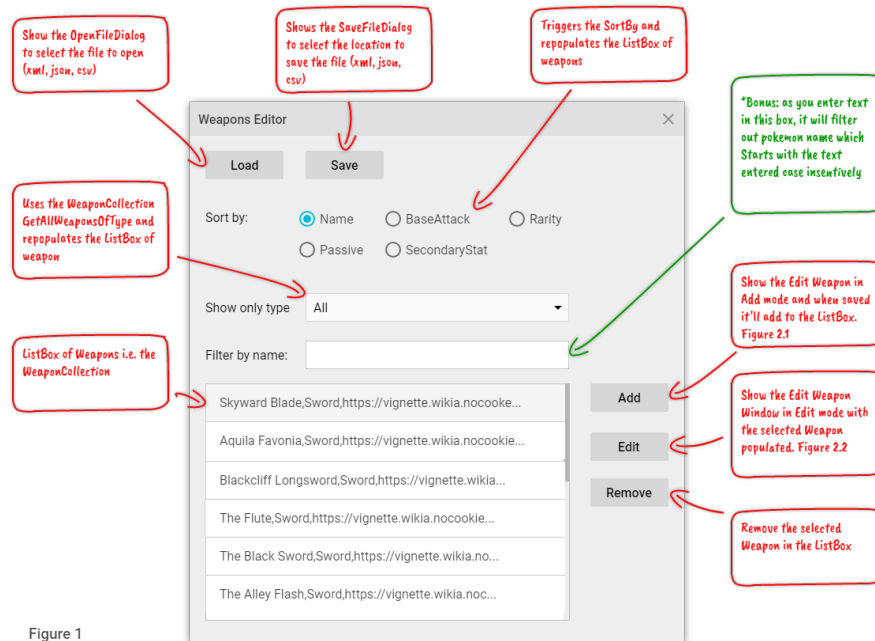 Show the OpenFileDialog
to select the file to open
(xml, json, csv)
Shows the SaveFileDialog
to select the location to
save the file (xml, json,
csv)
Triggers the SortBy and
repopulates the ListBox of
weapons
*Bonus: as you enter text
in this box, it will filter
out pokemon name which
Starts with the text
entered case insentively
Weapons Editor
Load
Save
Uses the WeaponCollection
GetAllWeaponsOfType and
repopulates the ListBox of
weapon
Sort by:
Name
BaseAttack
Rarity
Passive
SecondaryStat
Show only type
All
Show the Edit Weapon in
Add mode and when saved
it'll add to the ListBox.
Figure 2.1
ListBox of Weapons i.e. the
WeaponCollection
Filter by name:
Skyward Blade,Sword,https://vignette.wikia.nocooke...
Aquila Favonia,Sword,https://vignette.wikia.nocookie...
Blackcliff Longsword,Sword,https://vignette.wikia...
The Flute,Sword,https://vignette.wikia.nocookie...
The Black Sword,Sword,https://vignette.wikia.no...
The Alley Flash,Sword,https://vignette.wikia.noc...
Add
Edit
Remove
Show the Edit Weapon
Window in Edit mode with
the selected Weapon
populated. Figure 2.2
Remove the selected
Weapon in the ListBox
Figure 1